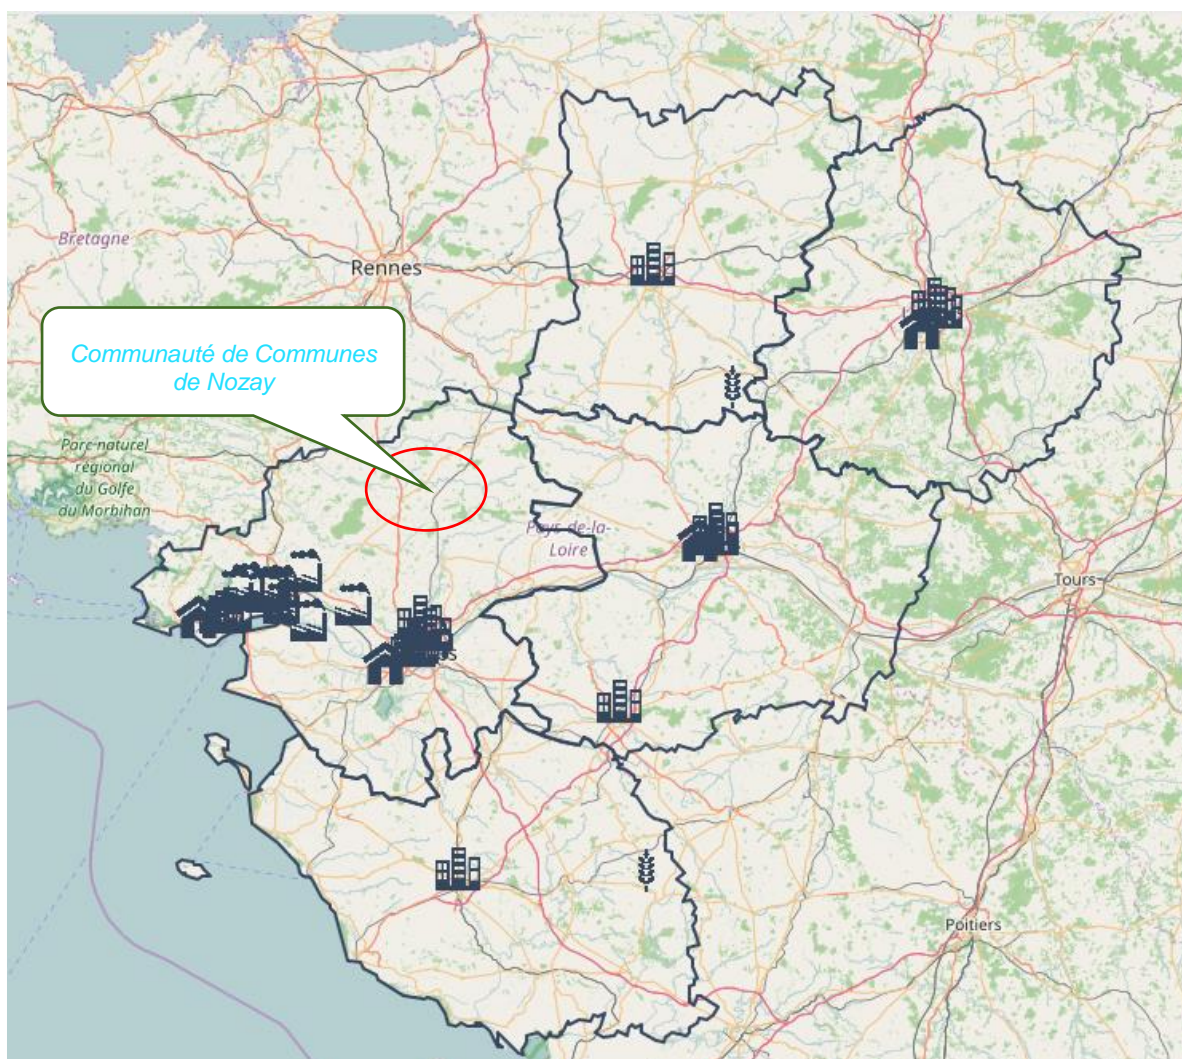 Bretagne
Rennes
Communauté de Communes
de Nozay
Parc naturel
régional
du Golfe
du Morbihan
Pays-de-la-
Loire
Tours
Poitiers